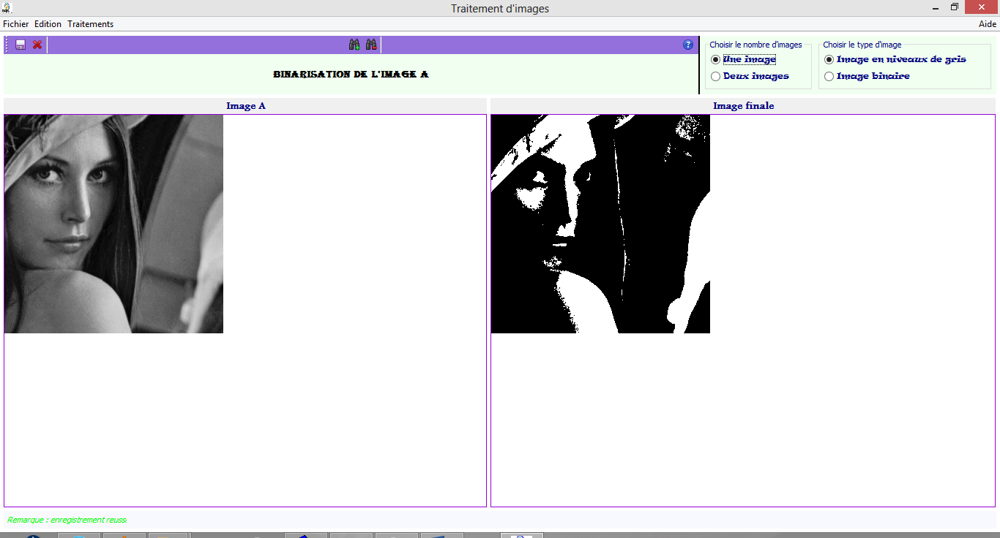 Traitement d'images
Fichier Edition Traitements Aide
BINARISATION DE L'IMAGE A
Choisir le nombre d'images
Une image
Deux images
Choisir le type d'image
Image en niveaux de gris
Image binaire
Image A Image finale
Remarque : enregistrement reuss